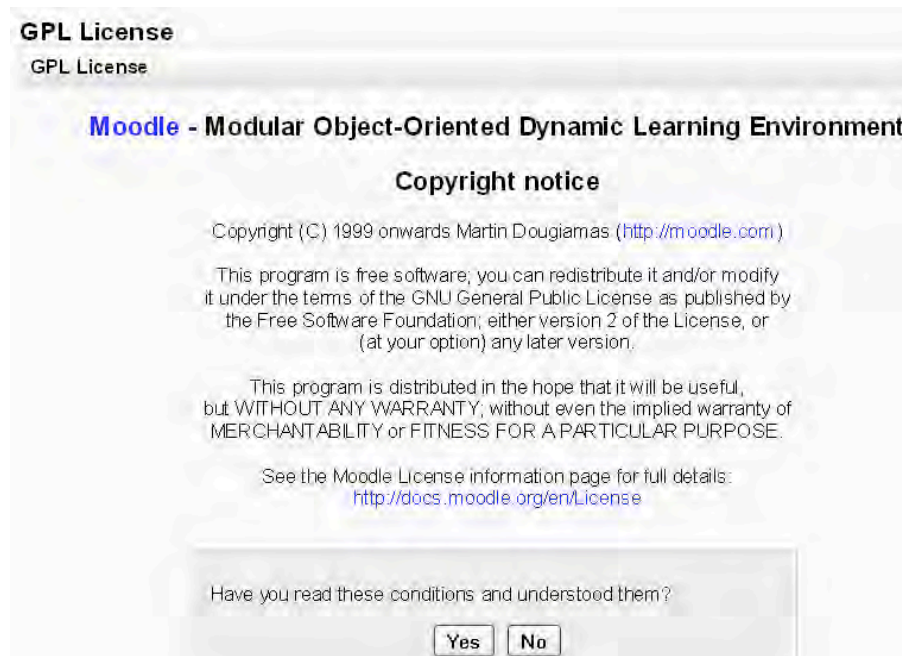 GPL License
GPL License
Moodle - Modular Object-Oriented Dynamic Learning Environment
Copyright notice
Copyright (C) 1999 onwards Martin Dougiamas (http://moodle.com)
This program is free software; you can redistribute it and/or modify
it under the terms of the GNU General Public License as published by
the Free Software Foundation; either version 2 of the License, or
(at your option) any later version.
This program is distributed in the hope that it will be useful,
but WITHOUT ANY WARRANTY; without even the implied warranty of
MERCHANTABILITY or FITNESS FOR A PARTICULAR PURPOSE.
See the Moodle License information page for full details:
http://docs.moodle.org/en/License
Have you read these conditions and understood them?
Yes No